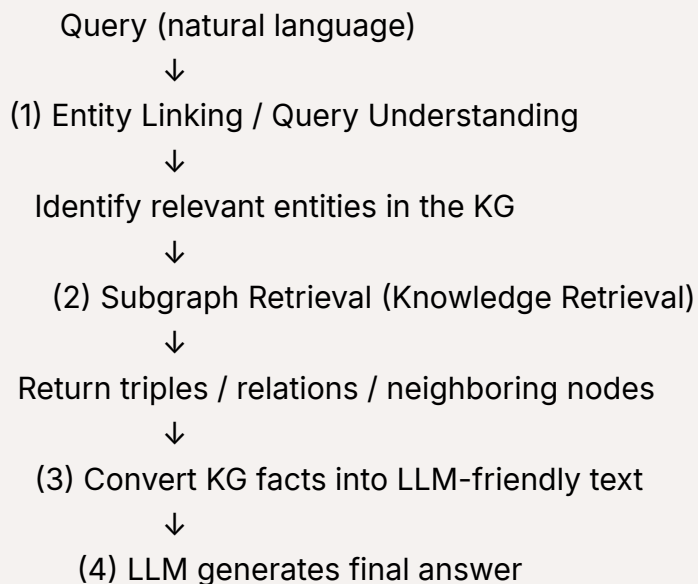 Query (natural language)
↓
(1) Entity Linking / Query Understanding
↓
Identify relevant entities in the KG
↓
(2) Subgraph Retrieval (Knowledge Retrieval)
↓
Return triples / relations / neighboring nodes
↓
(3) Convert KG facts into LLM-friendly text
↓
(4) LLM generates final answer